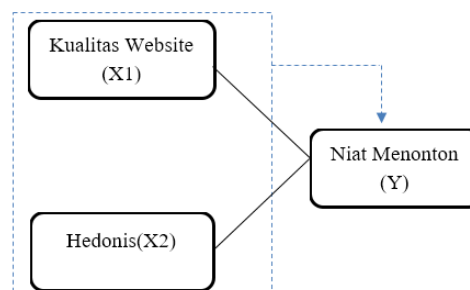 Kualitas Website
(X1)
Niat Menonton
(Y)
Hedonis(X2)